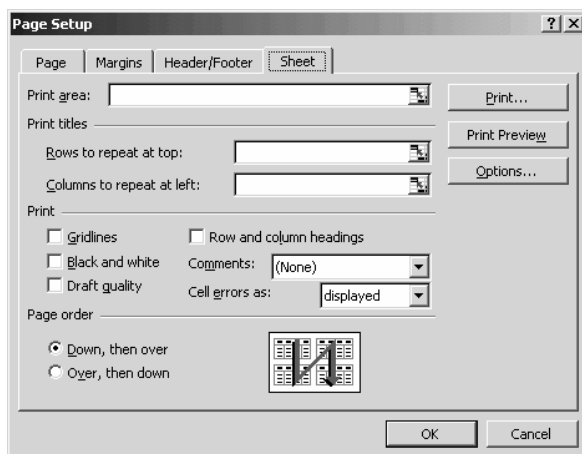 Page Setup
Page Margins Header/Footer Sheet
Print area:
Print...
Print titles
Print Preview
Rows to repeat at top:
Options...
Columns to repeat at left:
Print
Gridlines
Row and column headings
Black and white
Comments: (None)
Draft quality
Cell errors as: displayed
Page order
Down, then over
Over, then down
OK Cancel